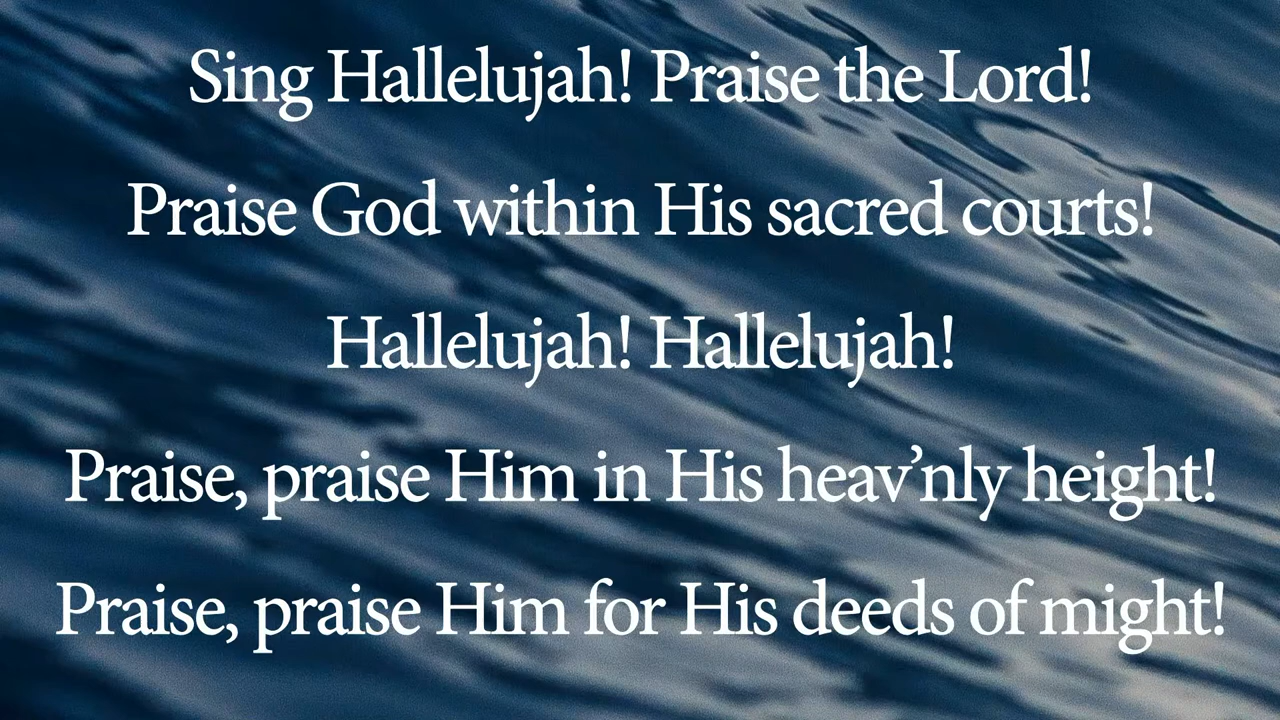 Sing Hallelujah! Praise the Lord!
Praise God within His sacred courts!
Hallelujah! Hallelujah!
Praise, praise Him in His heav’nly height!
Praise, praise Him for His deeds of might!